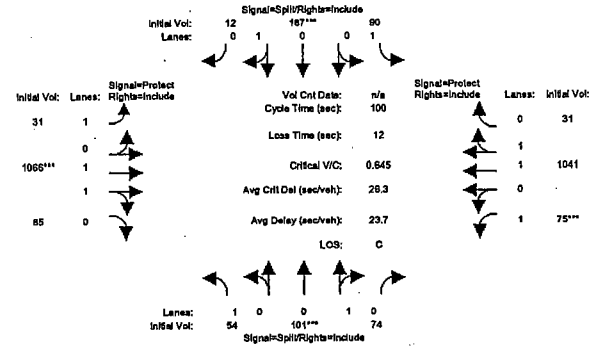 Signal=Split/Rights=Include
Initial Vol: 12 167*** 90
Lanes: 0 1 0 0 1
Signal=Protect
Rights=Include
Initial Vol: Lanes:
31 1
0
1066*** 1
1
85 0
Vol Cnt Date: n/a
Cycle Time (sec): 100
Loss Time (sec): 12
Critical V/C: 0.645
Avg Crit Del (sec/veh): 26.3
Avg Delay (sec/veh): 23.7
LOS: C
Signal=Protect
Rights=Include
Lanes: Initial Vol:
0 31
1
1 1041
0
1 75***
Lanes: 1 0 0 1 0
Initial Vol: 54 101*** 74
Signal=Split/Rights=Include